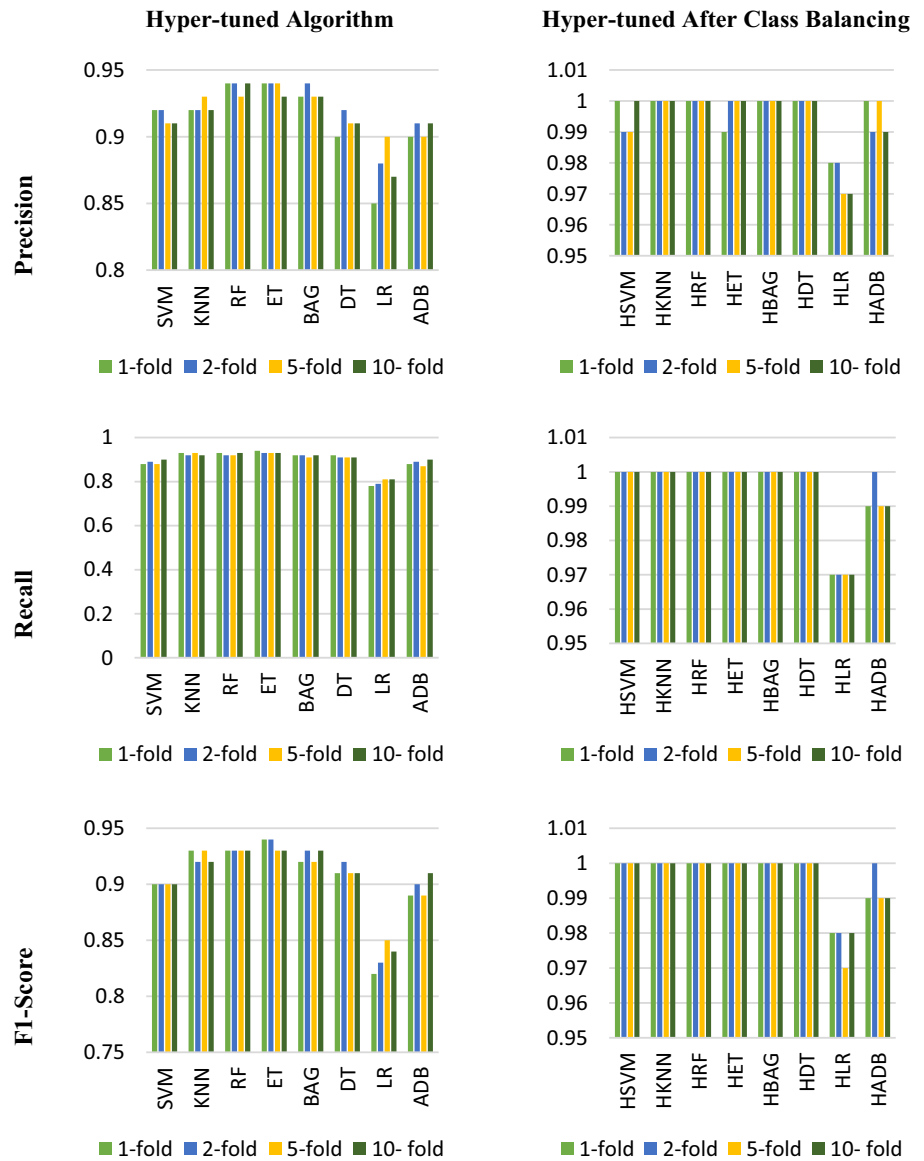 Hyper-tuned Algorithm
Hyper-tuned After Class Balancing
Precision
0.95
0.9
0.85
0.8
SVM KNN RF ET BAG DT LR ADB
1-fold 2-fold 5-fold 10- fold
1.01
1
0.99
0.98
0.97
0.96
0.95
HSVM HKNN HRF HET HBAG HDT HLR HADB
1-fold 2-fold 5-fold 10- fold
Recall
1
0.8
0.6
0.4
0.2
0
SVM KNN RF ET BAG DT LR ADB
1-fold 2-fold 5-fold 10- fold
1.01
1
0.99
0.98
0.97
0.96
0.95
HSVM HKNN HRF HET HBAG HDT HLR HADB
1-fold 2-fold 5-fold 10- fold
F1-Score
0.95
0.9
0.85
0.8
0.75
SVM KNN RF ET BAG DT LR ADB
1-fold 2-fold 5-fold 10- fold
1.01
1
0.99
0.98
0.97
0.96
0.95
HSVM HKNN HRF HET HBAG HDT HLR HADB
1-fold 2-fold 5-fold 10- fold